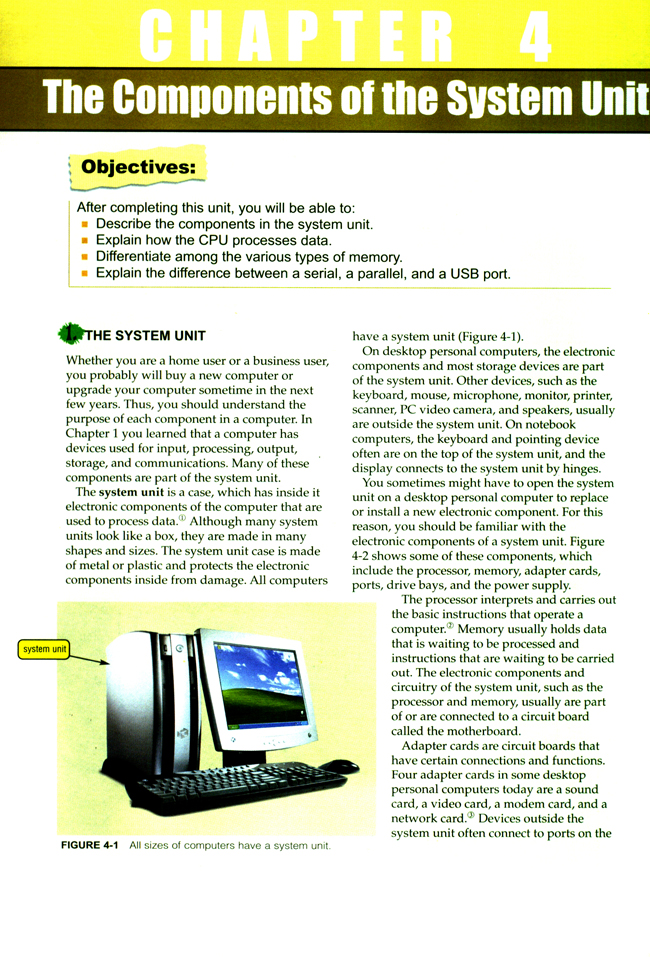 CHAPTER 4
The Components of the System Unit
Objectives:
After completing this unit, you will be able to:
■ Describe the components in the system unit.
■ Explain how the CPU processes data.
■ Differentiate among the various types of memory.
■ Explain the difference between a serial, a parallel, and a USB port.
I. THE SYSTEM UNIT
Whether you are a home user or a business user,
you probably will buy a new computer or
upgrade your computer sometime in the next
few years. Thus, you should understand the
purpose of each component in a computer. In
Chapter 1 you learned that a computer has
devices used for input, processing, output,
storage, and communications. Many of these
components are part of the system unit.
The system unit is a case, which has inside it
electronic components of the computer that are
used to process data.① Although many system
units look like a box, they are made in many
shapes and sizes. The system unit case is made
of metal or plastic and protects the electronic
components inside from damage. All computers
have a system unit (Figure 4-1).
On desktop personal computers, the electronic
components and most storage devices are part
of the system unit. Other devices, such as the
keyboard, mouse, microphone, monitor, printer,
scanner, PC video camera, and speakers, usually
are outside the system unit. On notebook
computers, the keyboard and pointing device
often are on the top of the system unit, and the
display connects to the system unit by hinges.
You sometimes might have to open the system
unit on a desktop personal computer to replace
or install a new electronic component. For this
reason, you should be familiar with the
electronic components of a system unit. Figure
4-2 shows some of these components, which
include the processor, memory, adapter cards,
ports, drive bays, and the power supply.
The processor interprets and carries out
the basic instructions that operate a
computer.② Memory usually holds data
that is waiting to be processed and
instructions that are waiting to be carried
out. The electronic components and
circuitry of the system unit, such as the
processor and memory, usually are part
of or are connected to a circuit board
called the motherboard.
Adapter cards are circuit boards that
have certain connections and functions.
Four adapter cards in some desktop
personal computers today are a sound
card, a video card, a modem card, and a
network card.③ Devices outside the
system unit often connect to ports on the
system unit
FIGURE 4-1 All sizes of computers have a system unit.